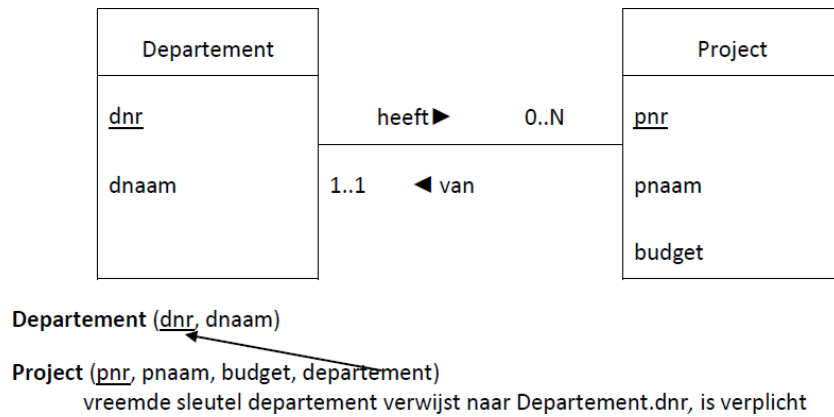 Departement
Project
dnr
heeft ► 0..N
pnr
dnaam
1..1 ◄ van
pnaam
budget
Departement (dnr, dnaam)
Project (pnr, pnaam, budget, departement)
vreemde sleutel departement verwijst naar Departement.dnr, is verplicht